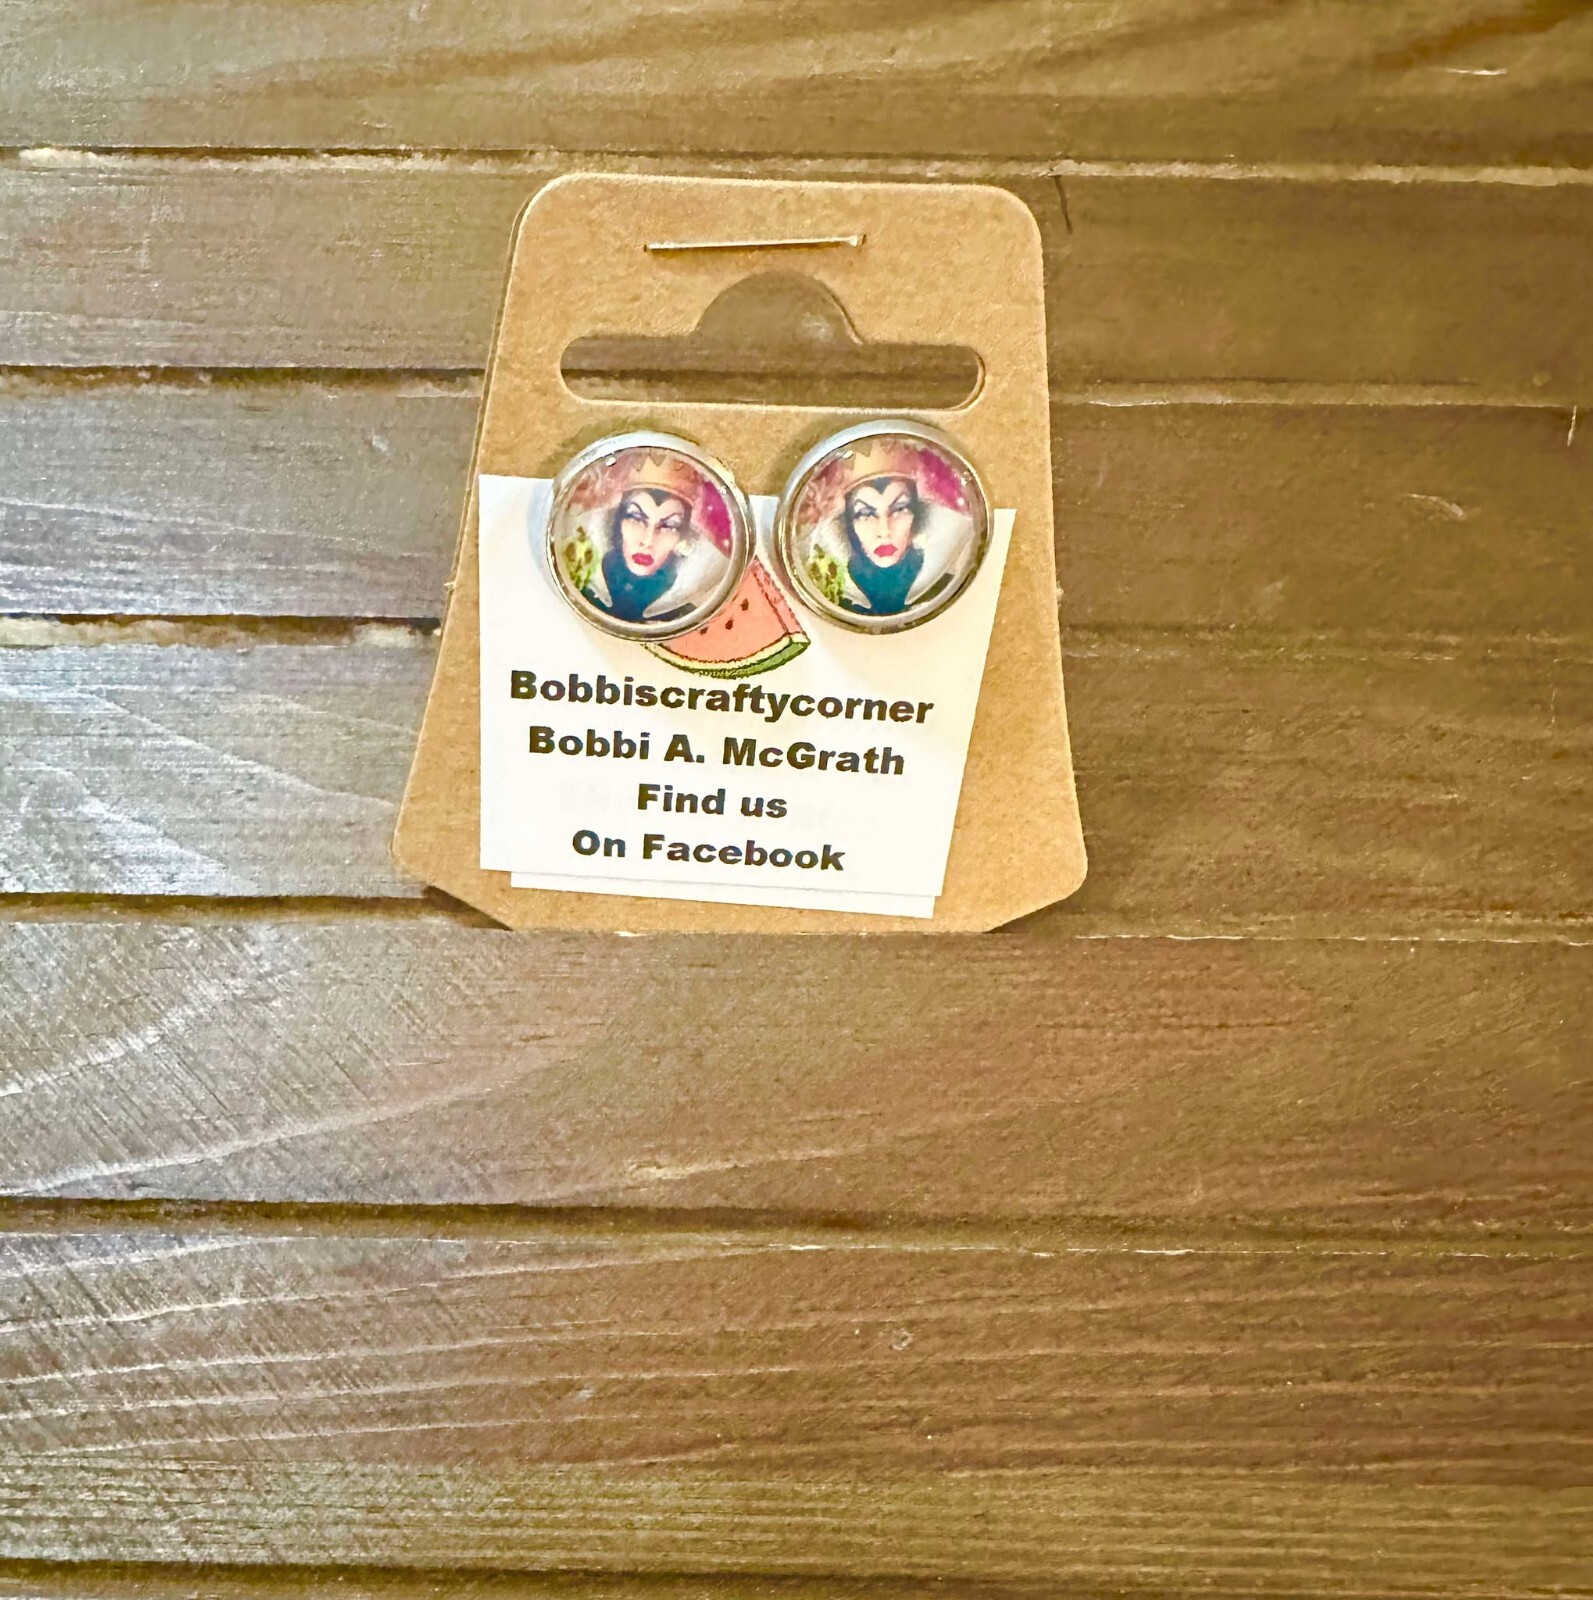 Bobbiscraftycorner
Bobbi A. McGrath
Find us
On Facebook